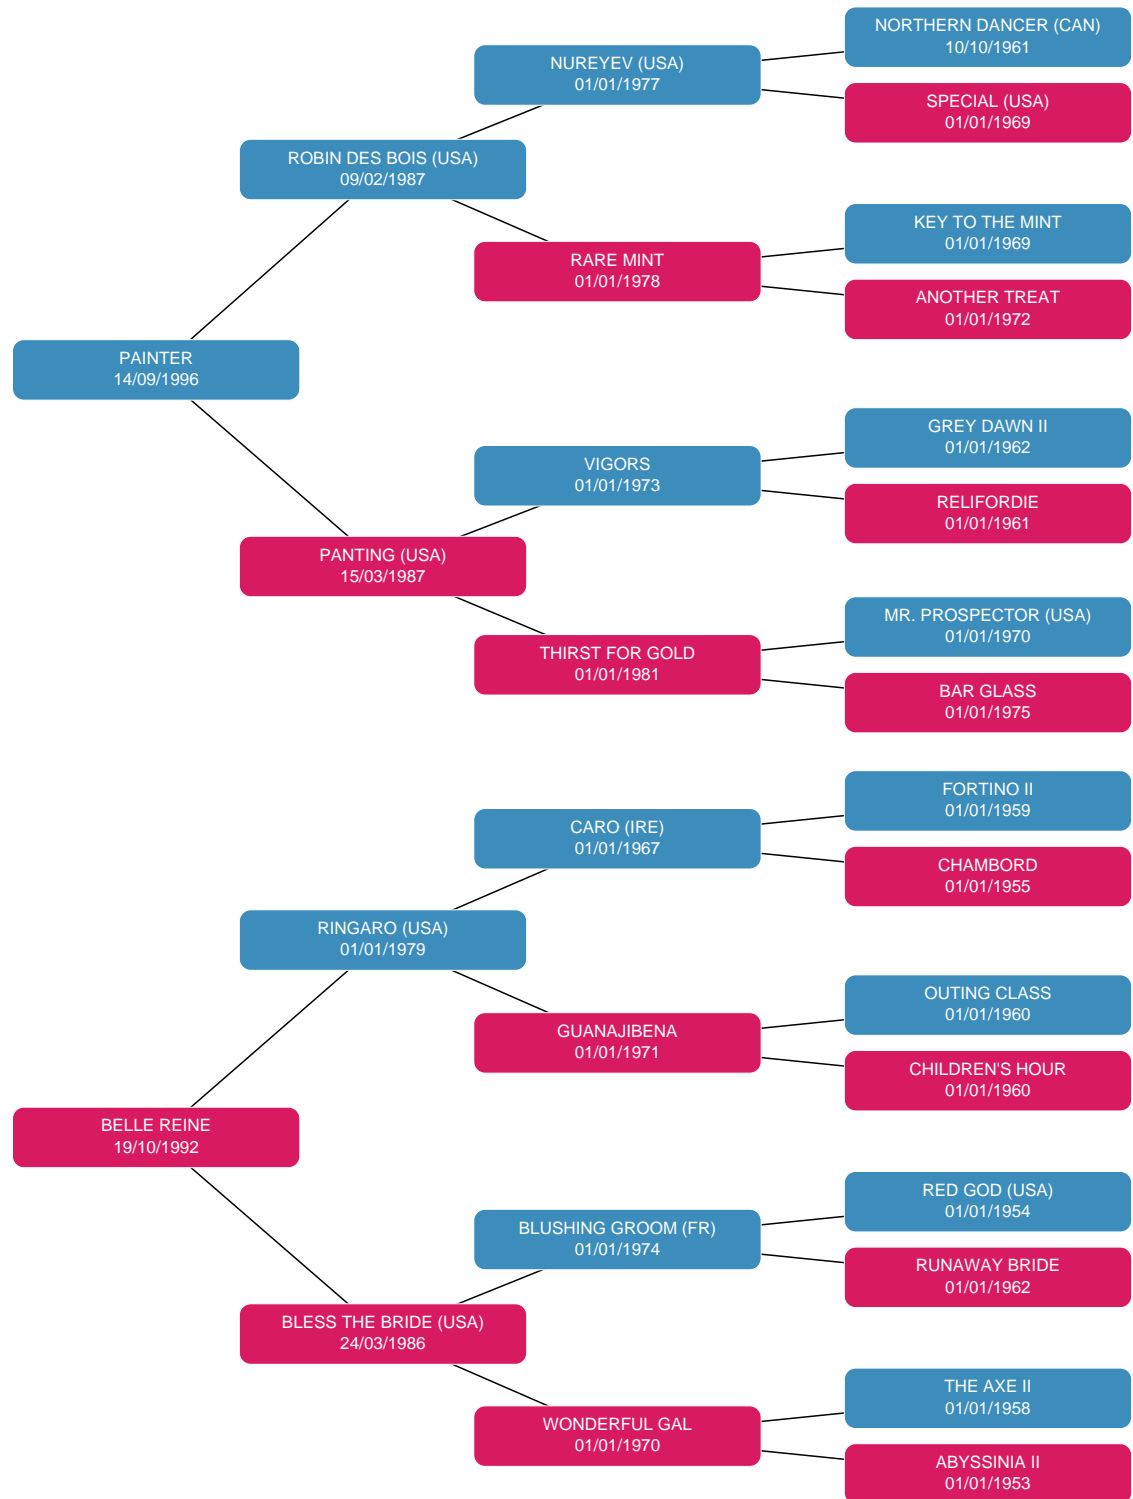 NORTHERN DANCER (CAN)
10/10/1961
NUREYEV (USA)
01/01/1977
SPECIAL (USA)
01/01/1969
ROBIN DES BOIS (USA)
09/02/1987
KEY TO THE MINT
01/01/1969
RARE MINT
01/01/1978
ANOTHER TREAT
01/01/1972
PAINTER
14/09/1996
GREY DAWN II
01/01/1962
VIGORS
01/01/1973
RELIFORDIE
01/01/1961
PANTING (USA)
15/03/1987
MR. PROSPECTOR (USA)
01/01/1970
THIRST FOR GOLD
01/01/1981
BAR GLASS
01/01/1975
FORTINO II
01/01/1959
CARO (IRE)
01/01/1967
CHAMBORD
01/01/1955
RINGARO (USA)
01/01/1979
OUTING CLASS
01/01/1960
GUANAJIBENA
01/01/1971
CHILDREN'S HOUR
01/01/1960
BELLE REINE
19/10/1992
RED GOD (USA)
01/01/1954
BLUSHING GROOM (FR)
01/01/1974
RUNAWAY BRIDE
01/01/1962
BLESS THE BRIDE (USA)
24/03/1986
THE AXE II
01/01/1958
WONDERFUL GAL
01/01/1970
ABYSSINIA II
01/01/1953